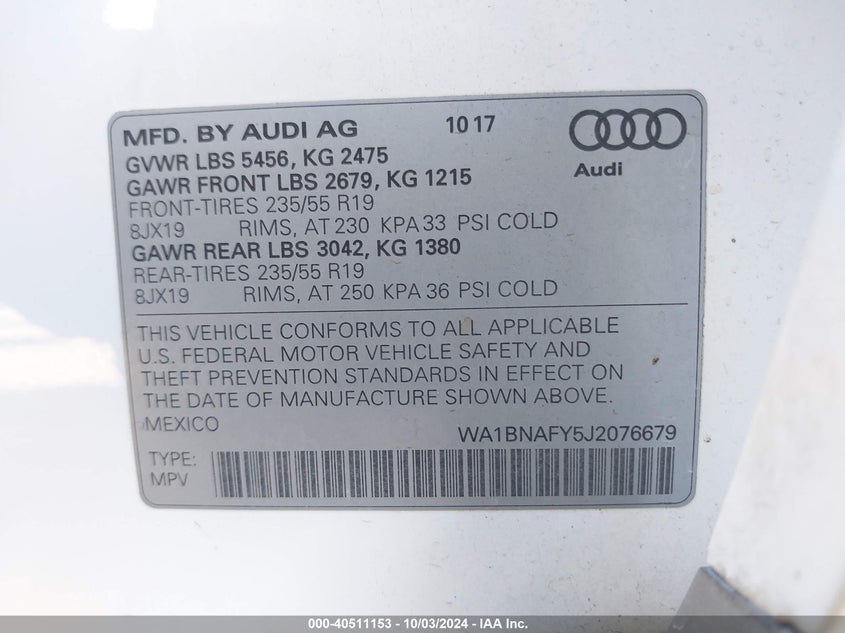 MFD. BY AUDI AG 10 17
GVWR LBS 5456, KG 2475
GAWR FRONT LBS 2679, KG 1215
Audi
FRONT-TIRES 235/55 R19
8JX19 RIMS, AT 230 KPA 33 PSI COLD
GAWR REAR LBS 3042, KG 1380
REAR-TIRES 235/55 R19
8JX19 RIMS, AT 250 KPA 36 PSI COLD
THIS VEHICLE CONFORMS TO ALL APPLICABLE
U.S. FEDERAL MOTOR VEHICLE SAFETY AND
THEFT PREVENTION STANDARDS IN EFFECT ON
THE DATE OF MANUFACTURE SHOWN ABOVE.
MEXICO WA1BNAFY5J2076679
TYPE:
MPV
000-40511153 - 10/03/2024 - IAA Inc.